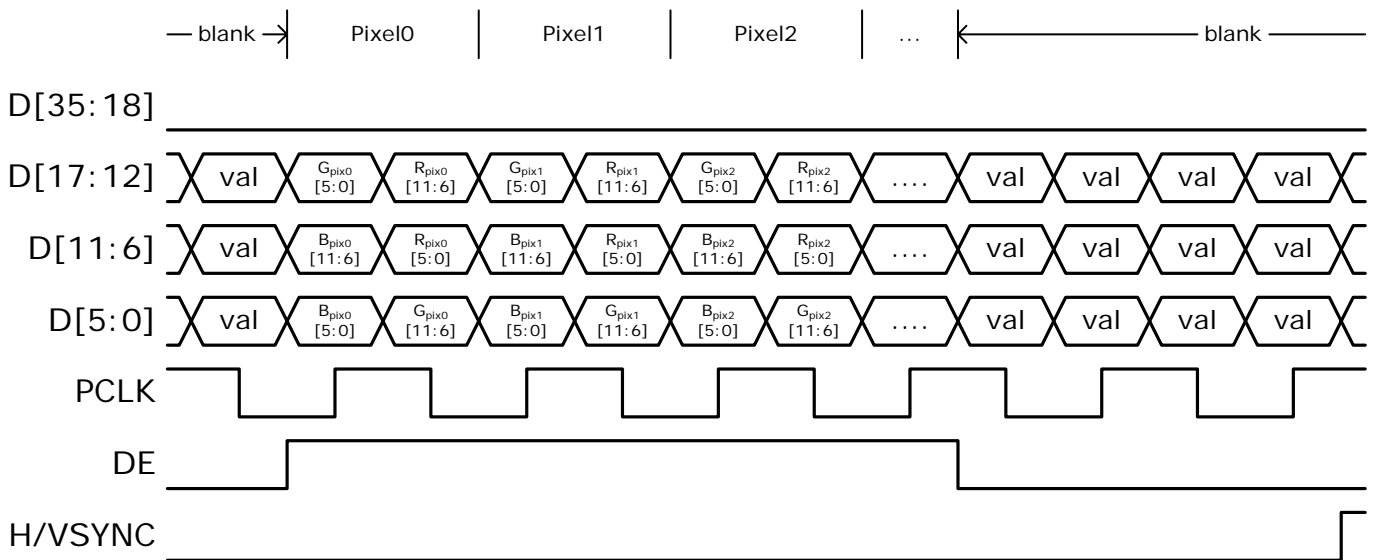 blank Pixel0 Pixel1 Pixel2 ... blank
D[35:18]
D[17:12] val Gpix0 [5:0] Rpix0 [11:6] Gpix1 [5:0] Rpix1 [11:6] Gpix2 [5:0] Rpix2 [11:6] .... val val val val
D[11:6] val Bpix0 [11:6] Rpix0 [5:0] Bpix1 [11:6] Rpix1 [5:0] Bpix2 [11:6] Rpix2 [5:0] .... val val val val
D[5:0] val Bpix0 [5:0] Gpix0 [11:6] Bpix1 [5:0] Gpix1 [11:6] Bpix2 [5:0] Gpix2 [11:6] .... val val val val
PCLK
DE
H/VSYNC